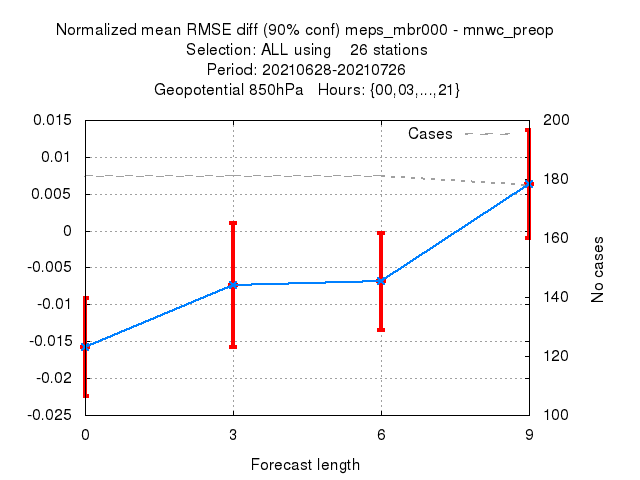 Normalized mean RMSE diff (90% conf) meps_mbr000 - mnwc_preop
Selection: ALL using 26 stations
Period: 20210628-20210726
Geopotential 850hPa Hours: {00,03,...,21}
Cases
0.015
0.01
0.005
0
-0.005
-0.01
-0.015
-0.02
-0.025
200
180
160
140
120
100
No cases
0 3 6 9
Forecast length